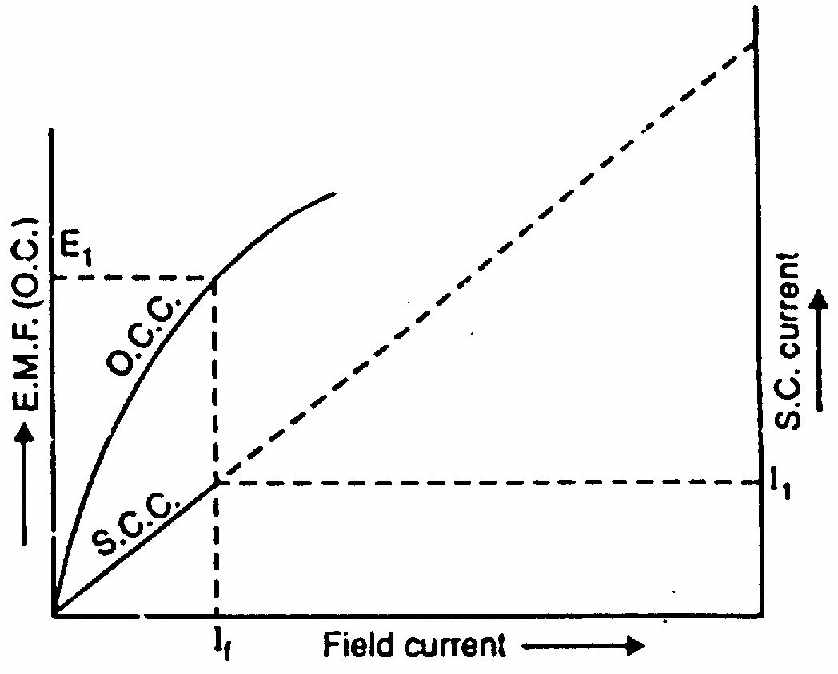 E.M.F. (O.C.)
E1
O.C.C.
S.C.C.
S.C. current
I1
If
Field current